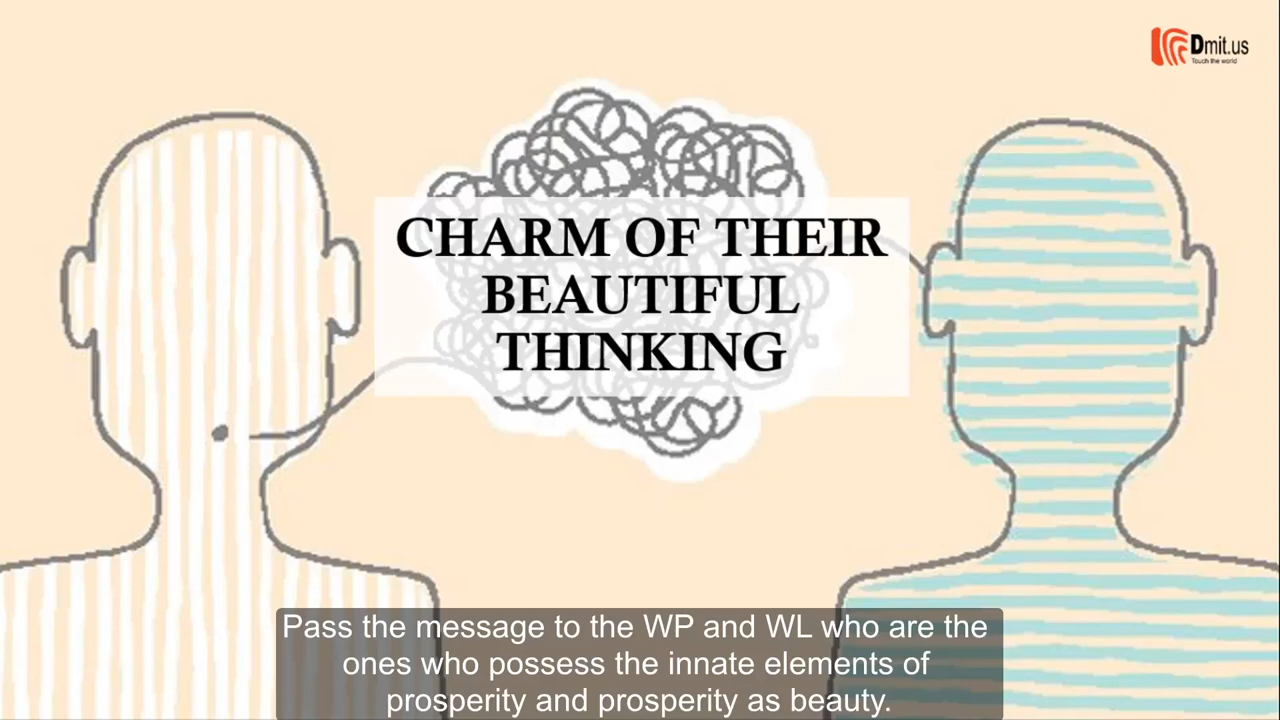 Dmit.us
Touch the world
CHARM OF THEIR
BEAUTIFUL
THINKING
Pass the message to the WP and WL who are the
ones who possess the innate elements of
prosperity and prosperity as beauty.